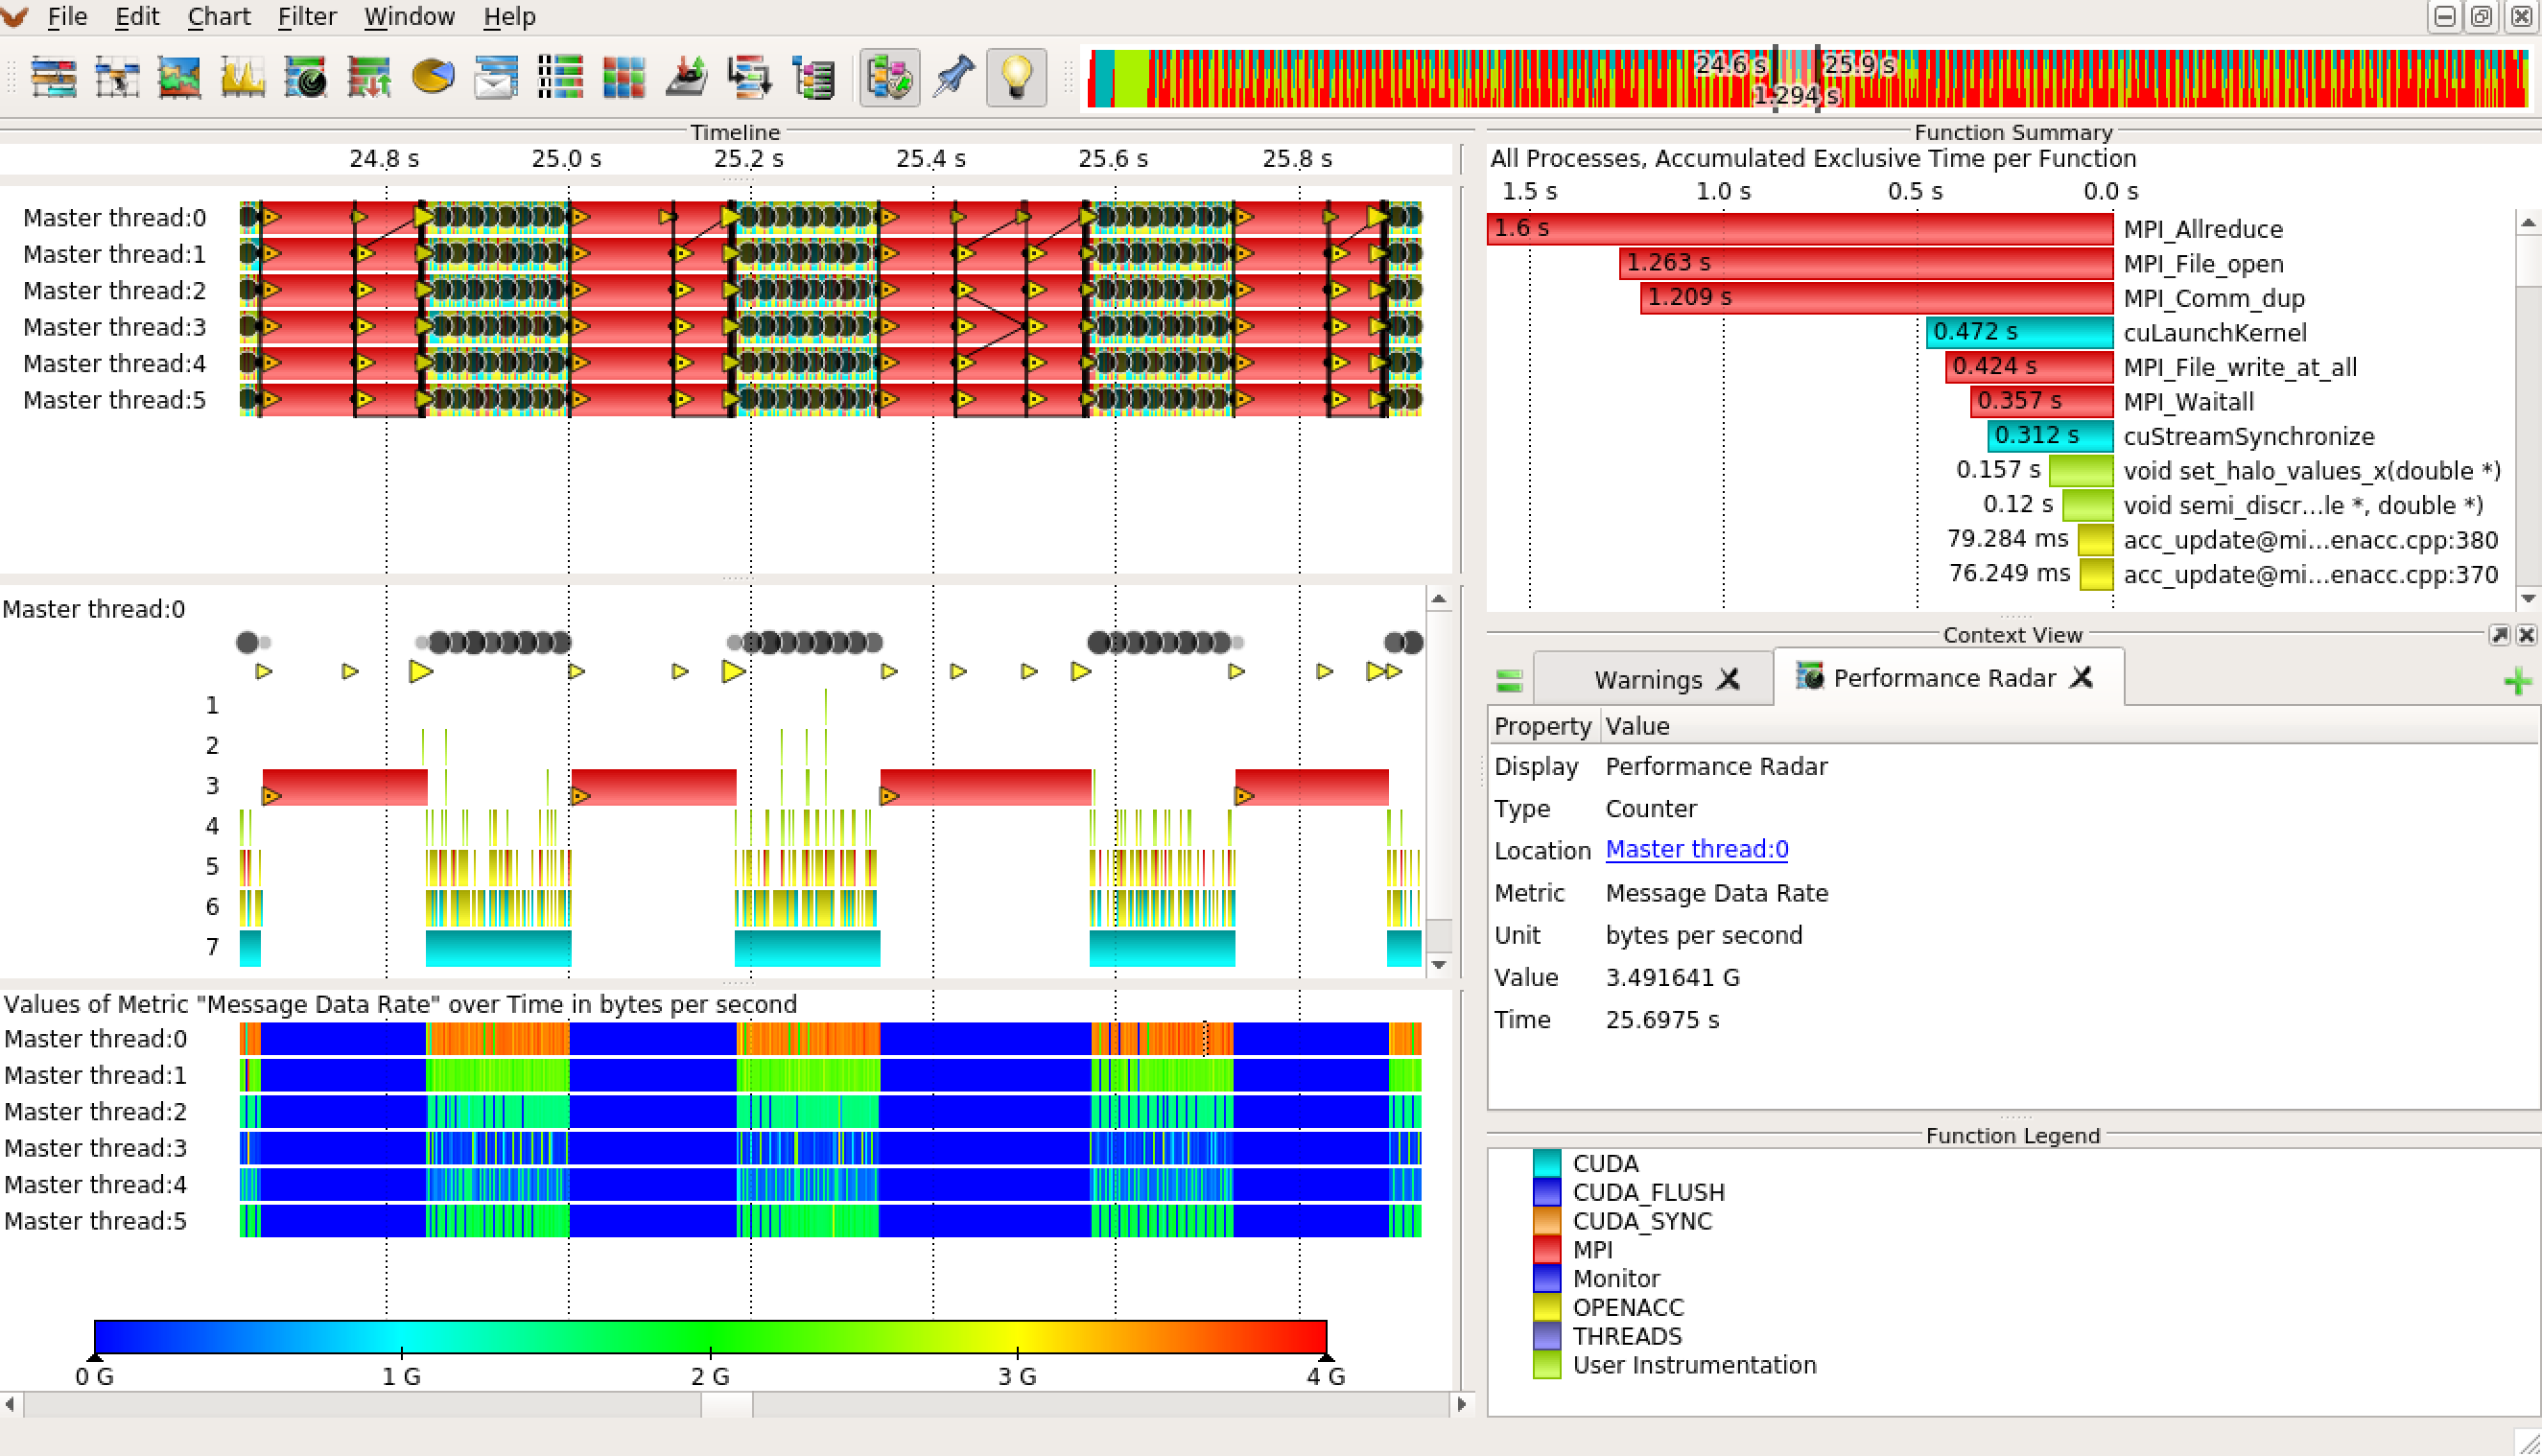 File Edit Chart Filter Window Help
24.6 s 25.9 s
1.294 s
Timeline
24.8 s 25.0 s 25.2 s 25.4 s 25.6 s 25.8 s
Master thread:0
Master thread:1
Master thread:2
Master thread:3
Master thread:4
Master thread:5
Master thread:0
1
2
3
4
5
6
7
Values of Metric "Message Data Rate" over Time in bytes per second
Master thread:0
Master thread:1
Master thread:2
Master thread:3
Master thread:4
Master thread:5
0 G 1 G 2 G 3 G 4 G
Function Summary
All Processes, Accumulated Exclusive Time per Function
1.5 s 1.0 s 0.5 s 0.0 s
1.6 s MPI_Allreduce
1.263 s MPI_File_open
1.209 s MPI_Comm_dup
0.472 s cuLaunchKernel
0.424 s MPI_File_write_at_all
0.357 s MPI_Waitall
0.312 s cuStreamSynchronize
0.157 s void set_halo_values_x(double *)
0.12 s void semi_discr...le *, double *)
79.284 ms acc_update@mi...enacc.cpp:380
76.249 ms acc_update@mi...enacc.cpp:370
Context View
Warnings Performance Radar
Property Value
Display Performance Radar
Type Counter
Location Master thread:0
Metric Message Data Rate
Unit bytes per second
Value 3.491641 G
Time 25.6975 s
Function Legend
CUDA
CUDA_FLUSH
CUDA_SYNC
MPI
Monitor
OPENACC
THREADS
User Instrumentation